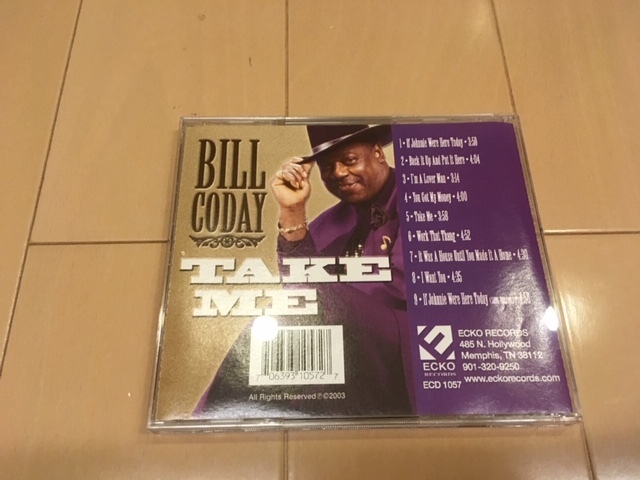 BILL
CODAY
TAKE
ME
7 06393 10572 7
All Rights Reserved ℗©2003
1 • If Johnnie Were Here Today • 3:50
2 • Back It Up And Put It Here • 4:04
3 • I'm A Lover Man • 3:14
4 • You Got My Money • 4:00
5 • Take Me • 3:58
6 • Work That Thang • 4:52
7 • It Was A House Until You Made It A Home • 4:30
8 • I Want You • 4:35
9 • If Johnnie Were Here Today
ECKO
RECORDS
ECD 1057
ECKO RECORDS
485 N. Hollywood
Memphis, TN 38112
901-320-9250
www.eckorecords.com